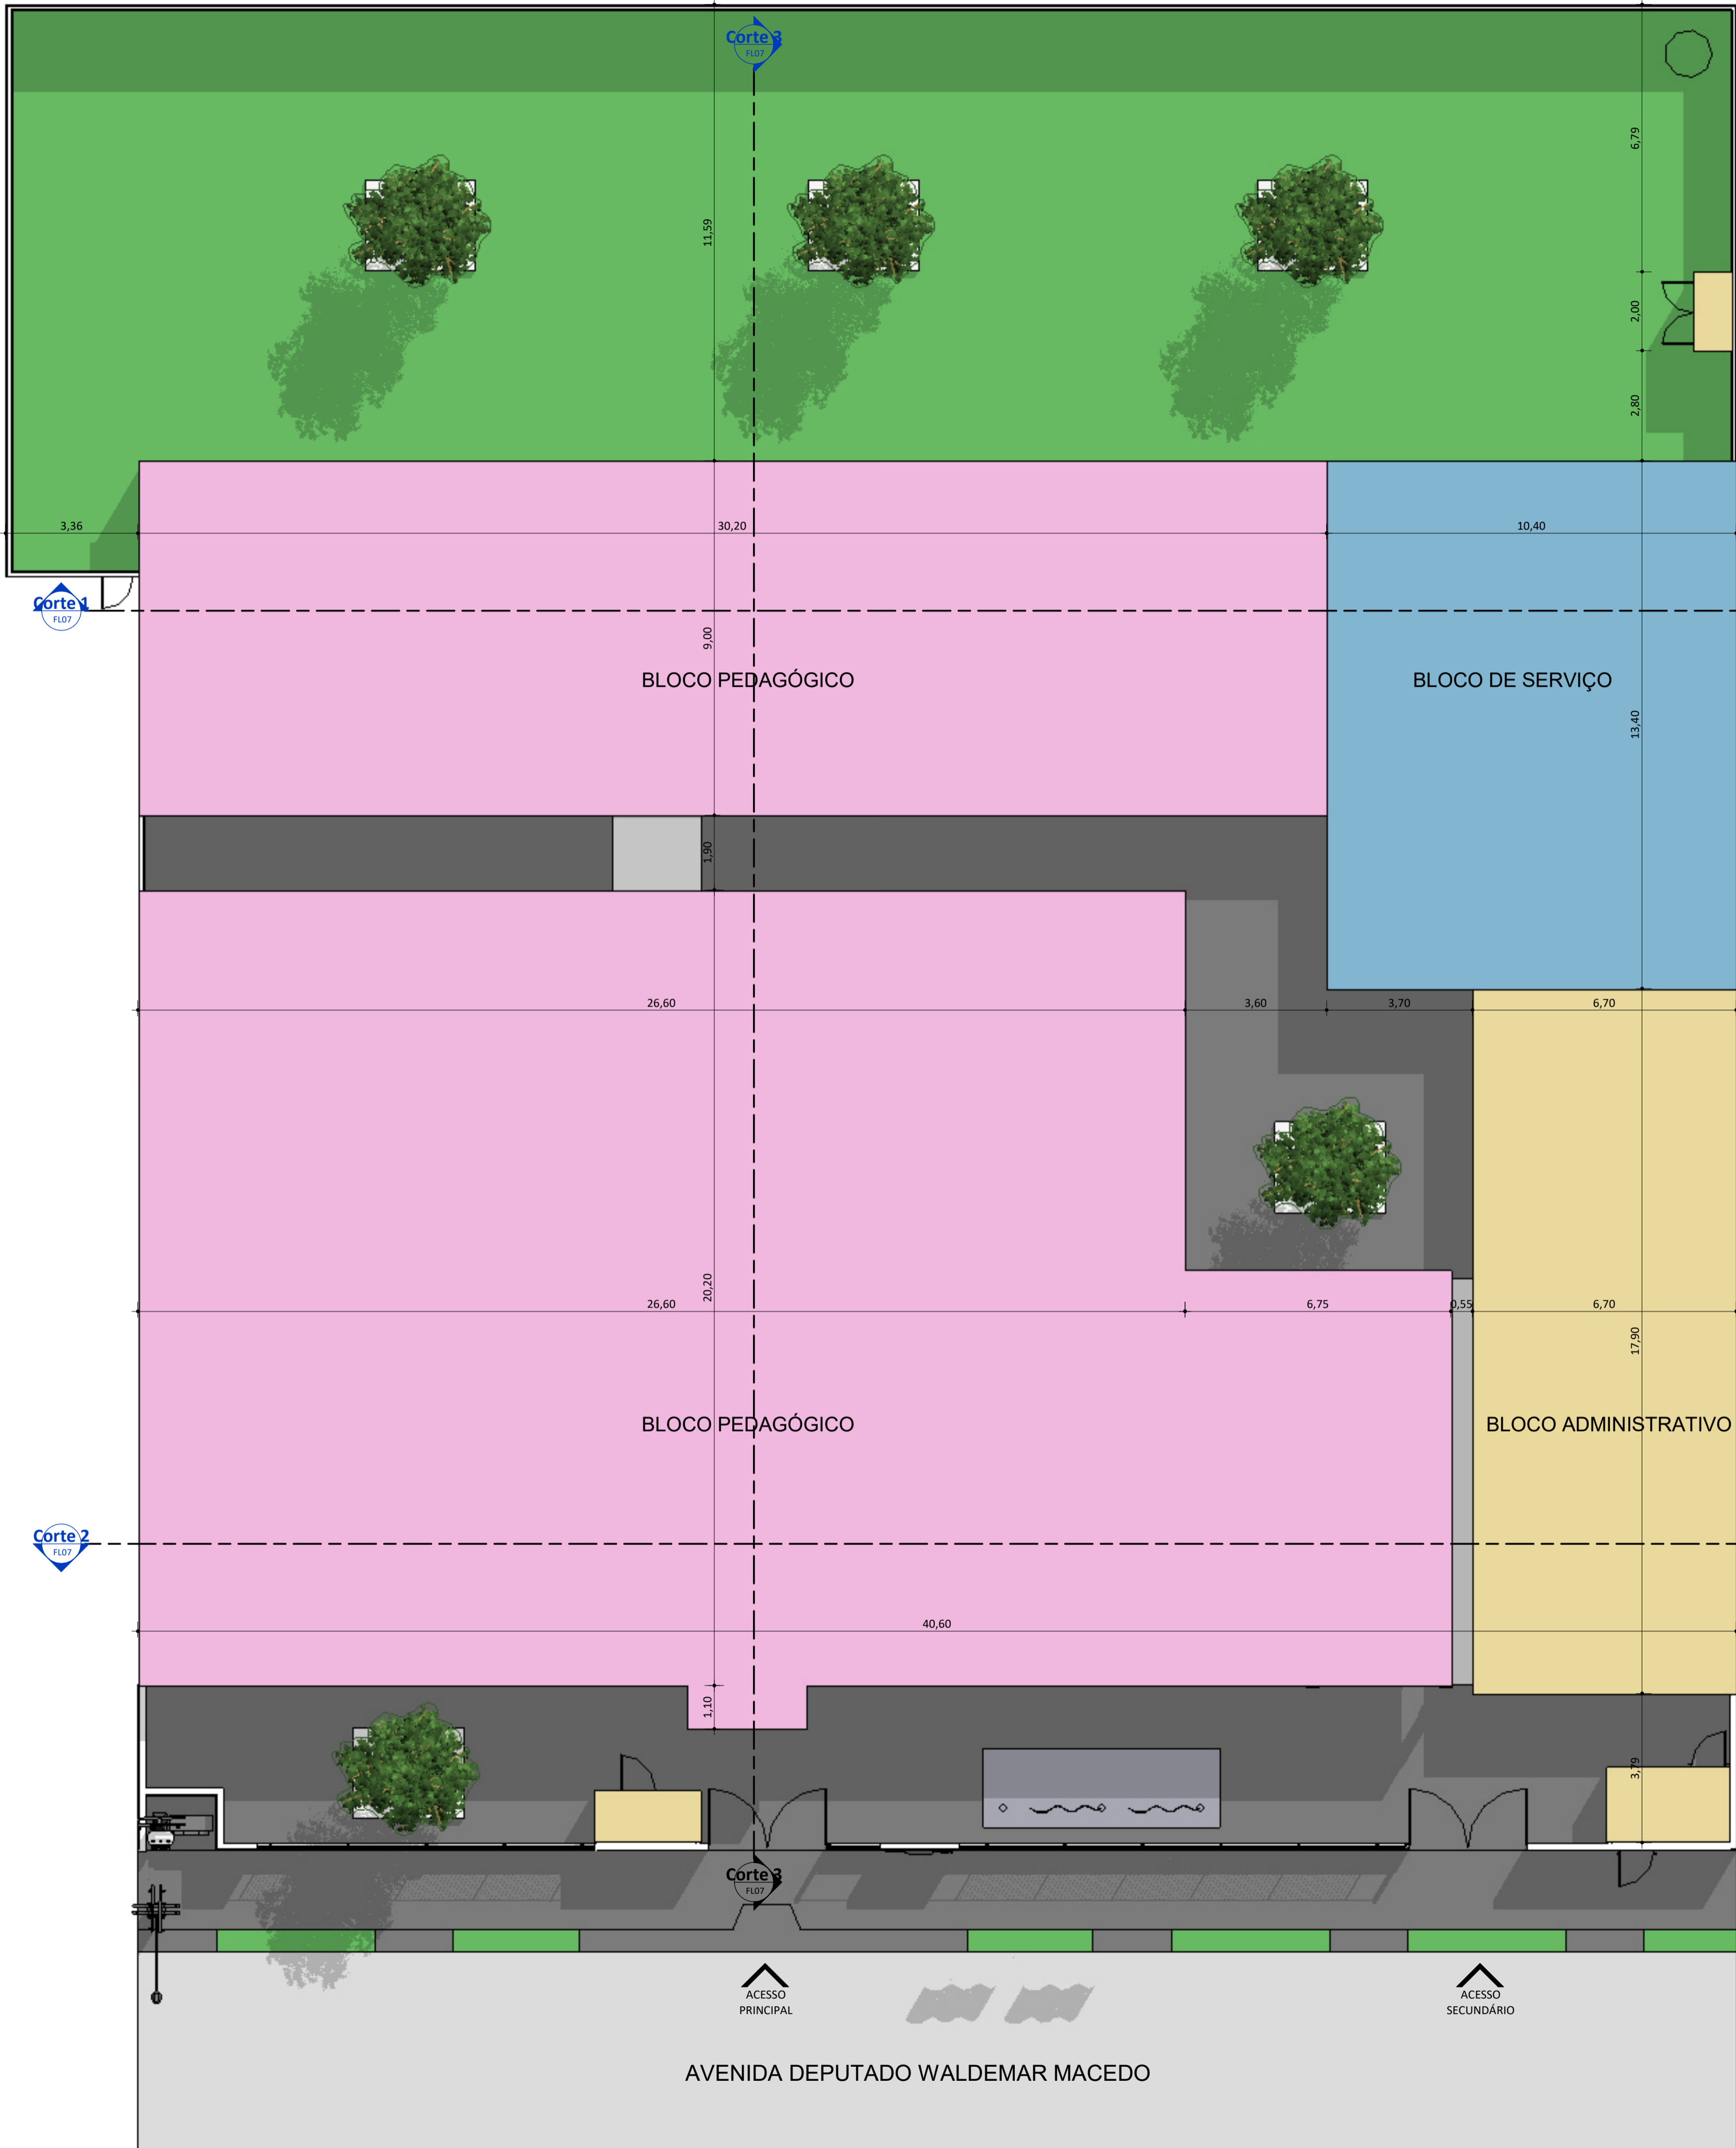 Corte 3
FL07
6,79
11,59
2,00
2,80
3,36
30,20
10,40
Corte 1
FL07
9,00
BLOCO PEDAGÓGICO
BLOCO DE SERVIÇO
13,40
1,90
26,60
3,60
3,70
6,70
20,20
26,60
6,75
0,55
6,70
17,90
BLOCO PEDAGÓGICO
BLOCO ADMINISTRATIVO
Corte 2
FL07
40,60
1,10
3,79
Corte 3
FL07
ACESSO
PRINCIPAL
ACESSO
SECUNDÁRIO
AVENIDA DEPUTADO WALDEMAR MACEDO